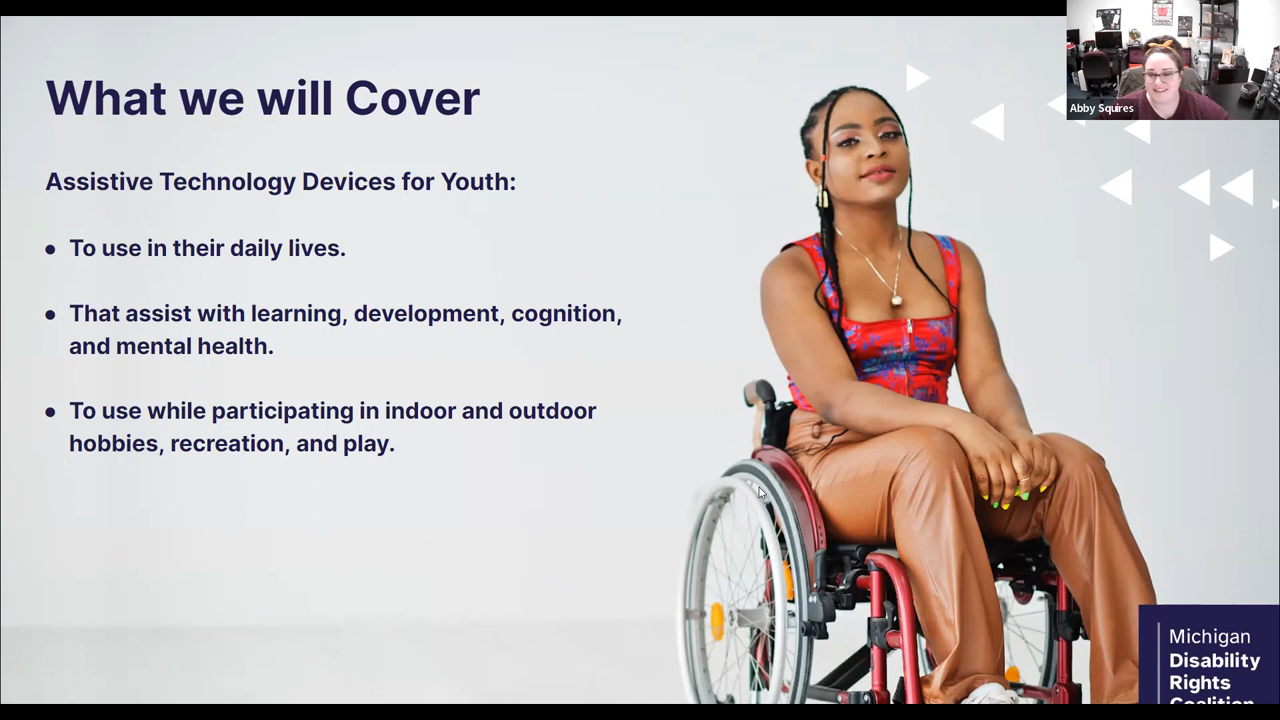 What we will Cover
Abby Squires
Assistive Technology Devices for Youth:
• To use in their daily lives.
• That assist with learning, development, cognition,
and mental health.
• To use while participating in indoor and outdoor
hobbies, recreation, and play.
Michigan
Disability
Rights
Coalition